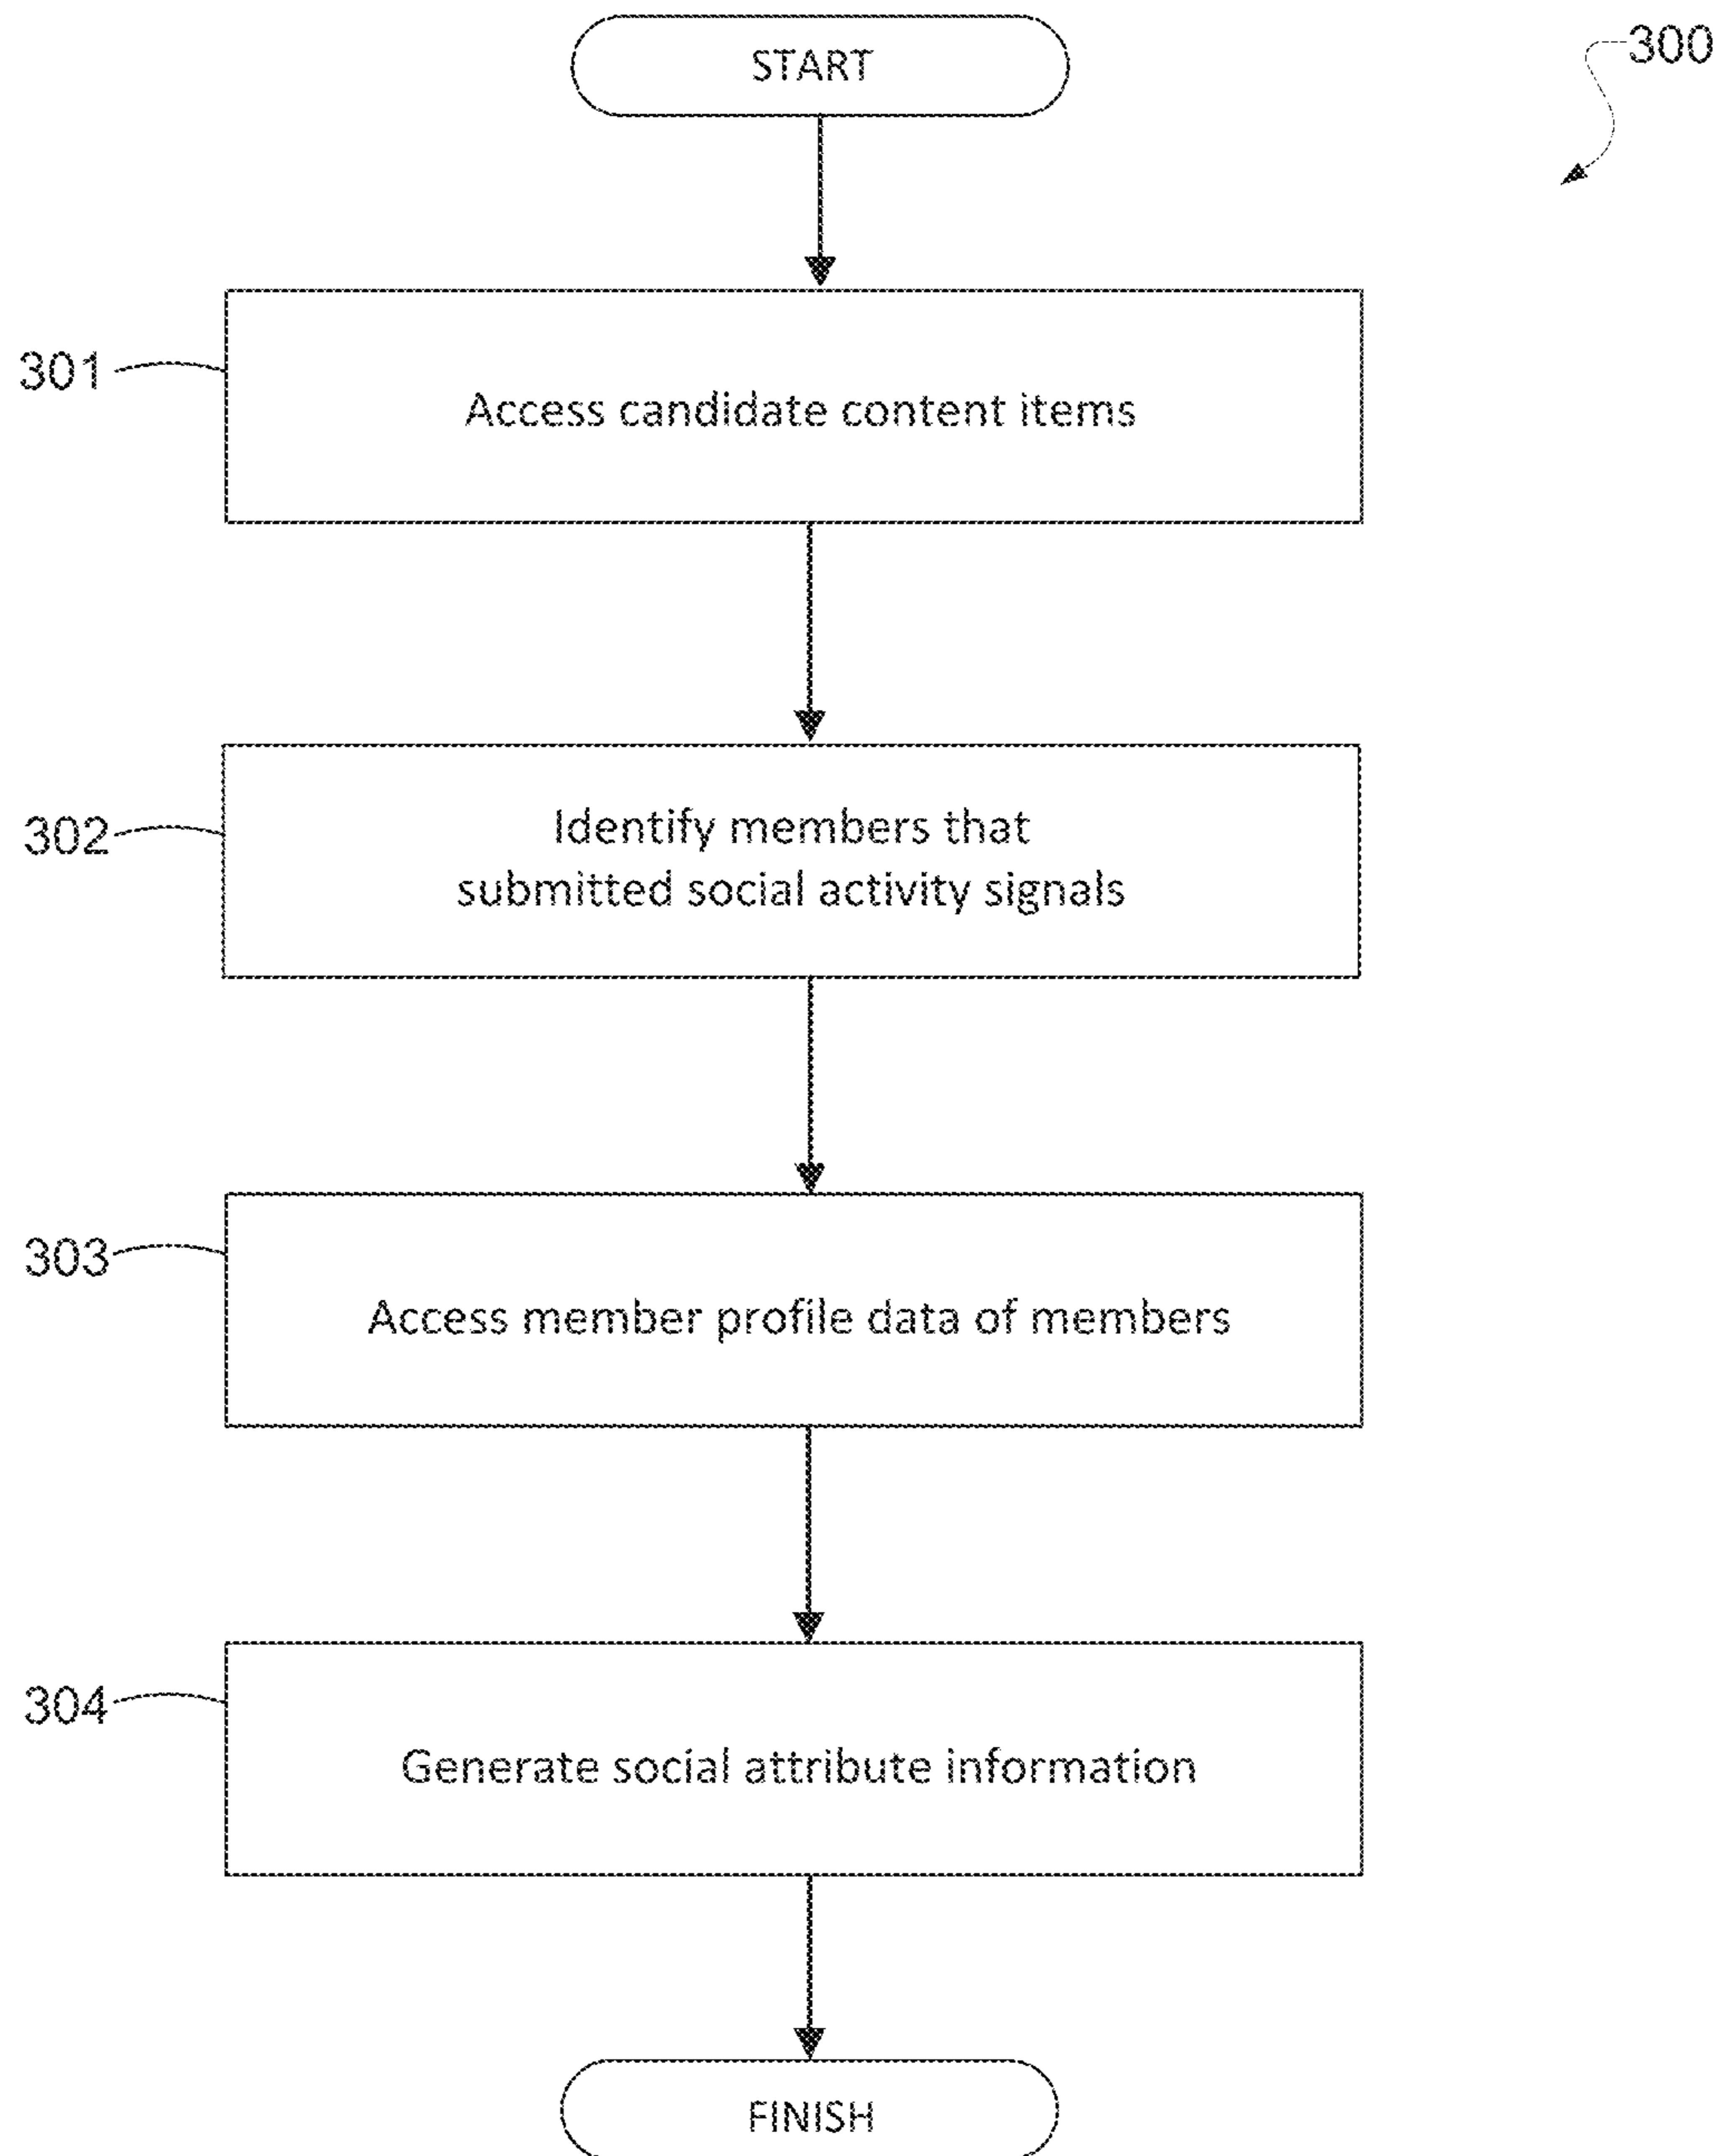 START
300
301
Access candidate content items
302
Identify members that
submitted social activity signals
303
Access member profile data of members
304
Generate social attribute information
FINISH